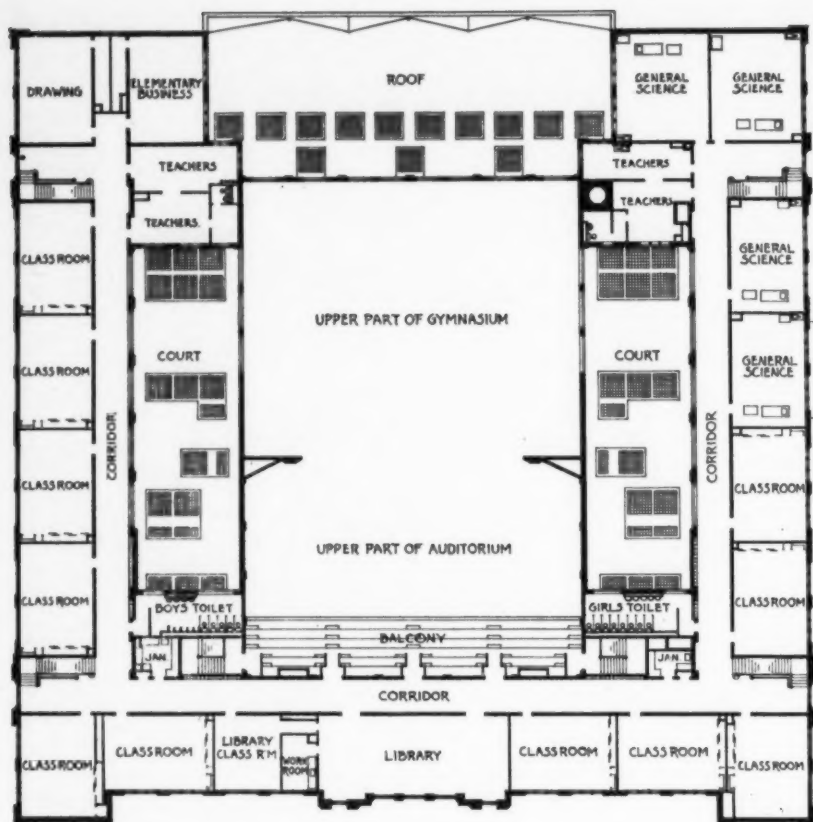 DRAWING
ELEMENTARY
BUSINESS
ROOF
GENERAL
SCIENCE
GENERAL
SCIENCE
TEACHERS
TEACHERS.
TEACHERS
TEACHERS
CLASS ROOM
GENERAL
SCIENCE
UPPER PART OF GYMNASIUM
COURT
COURT
CLASS ROOM
GENERAL
SCIENCE
CORRIDOR
CORRIDOR
CLASS ROOM
CLASS ROOM
UPPER PART OF AUDITORIUM
CLASS ROOM
CLASS ROOM
BOYS TOILET
GIRLS TOILET
BALCONY
JAN.
JAN.
CORRIDOR
CLASS ROOM
CLASS ROOM
LIBRARY
CLASS R'M
WORK
ROOM
LIBRARY
CLASS ROOM
CLASS ROOM
CLASS ROOM